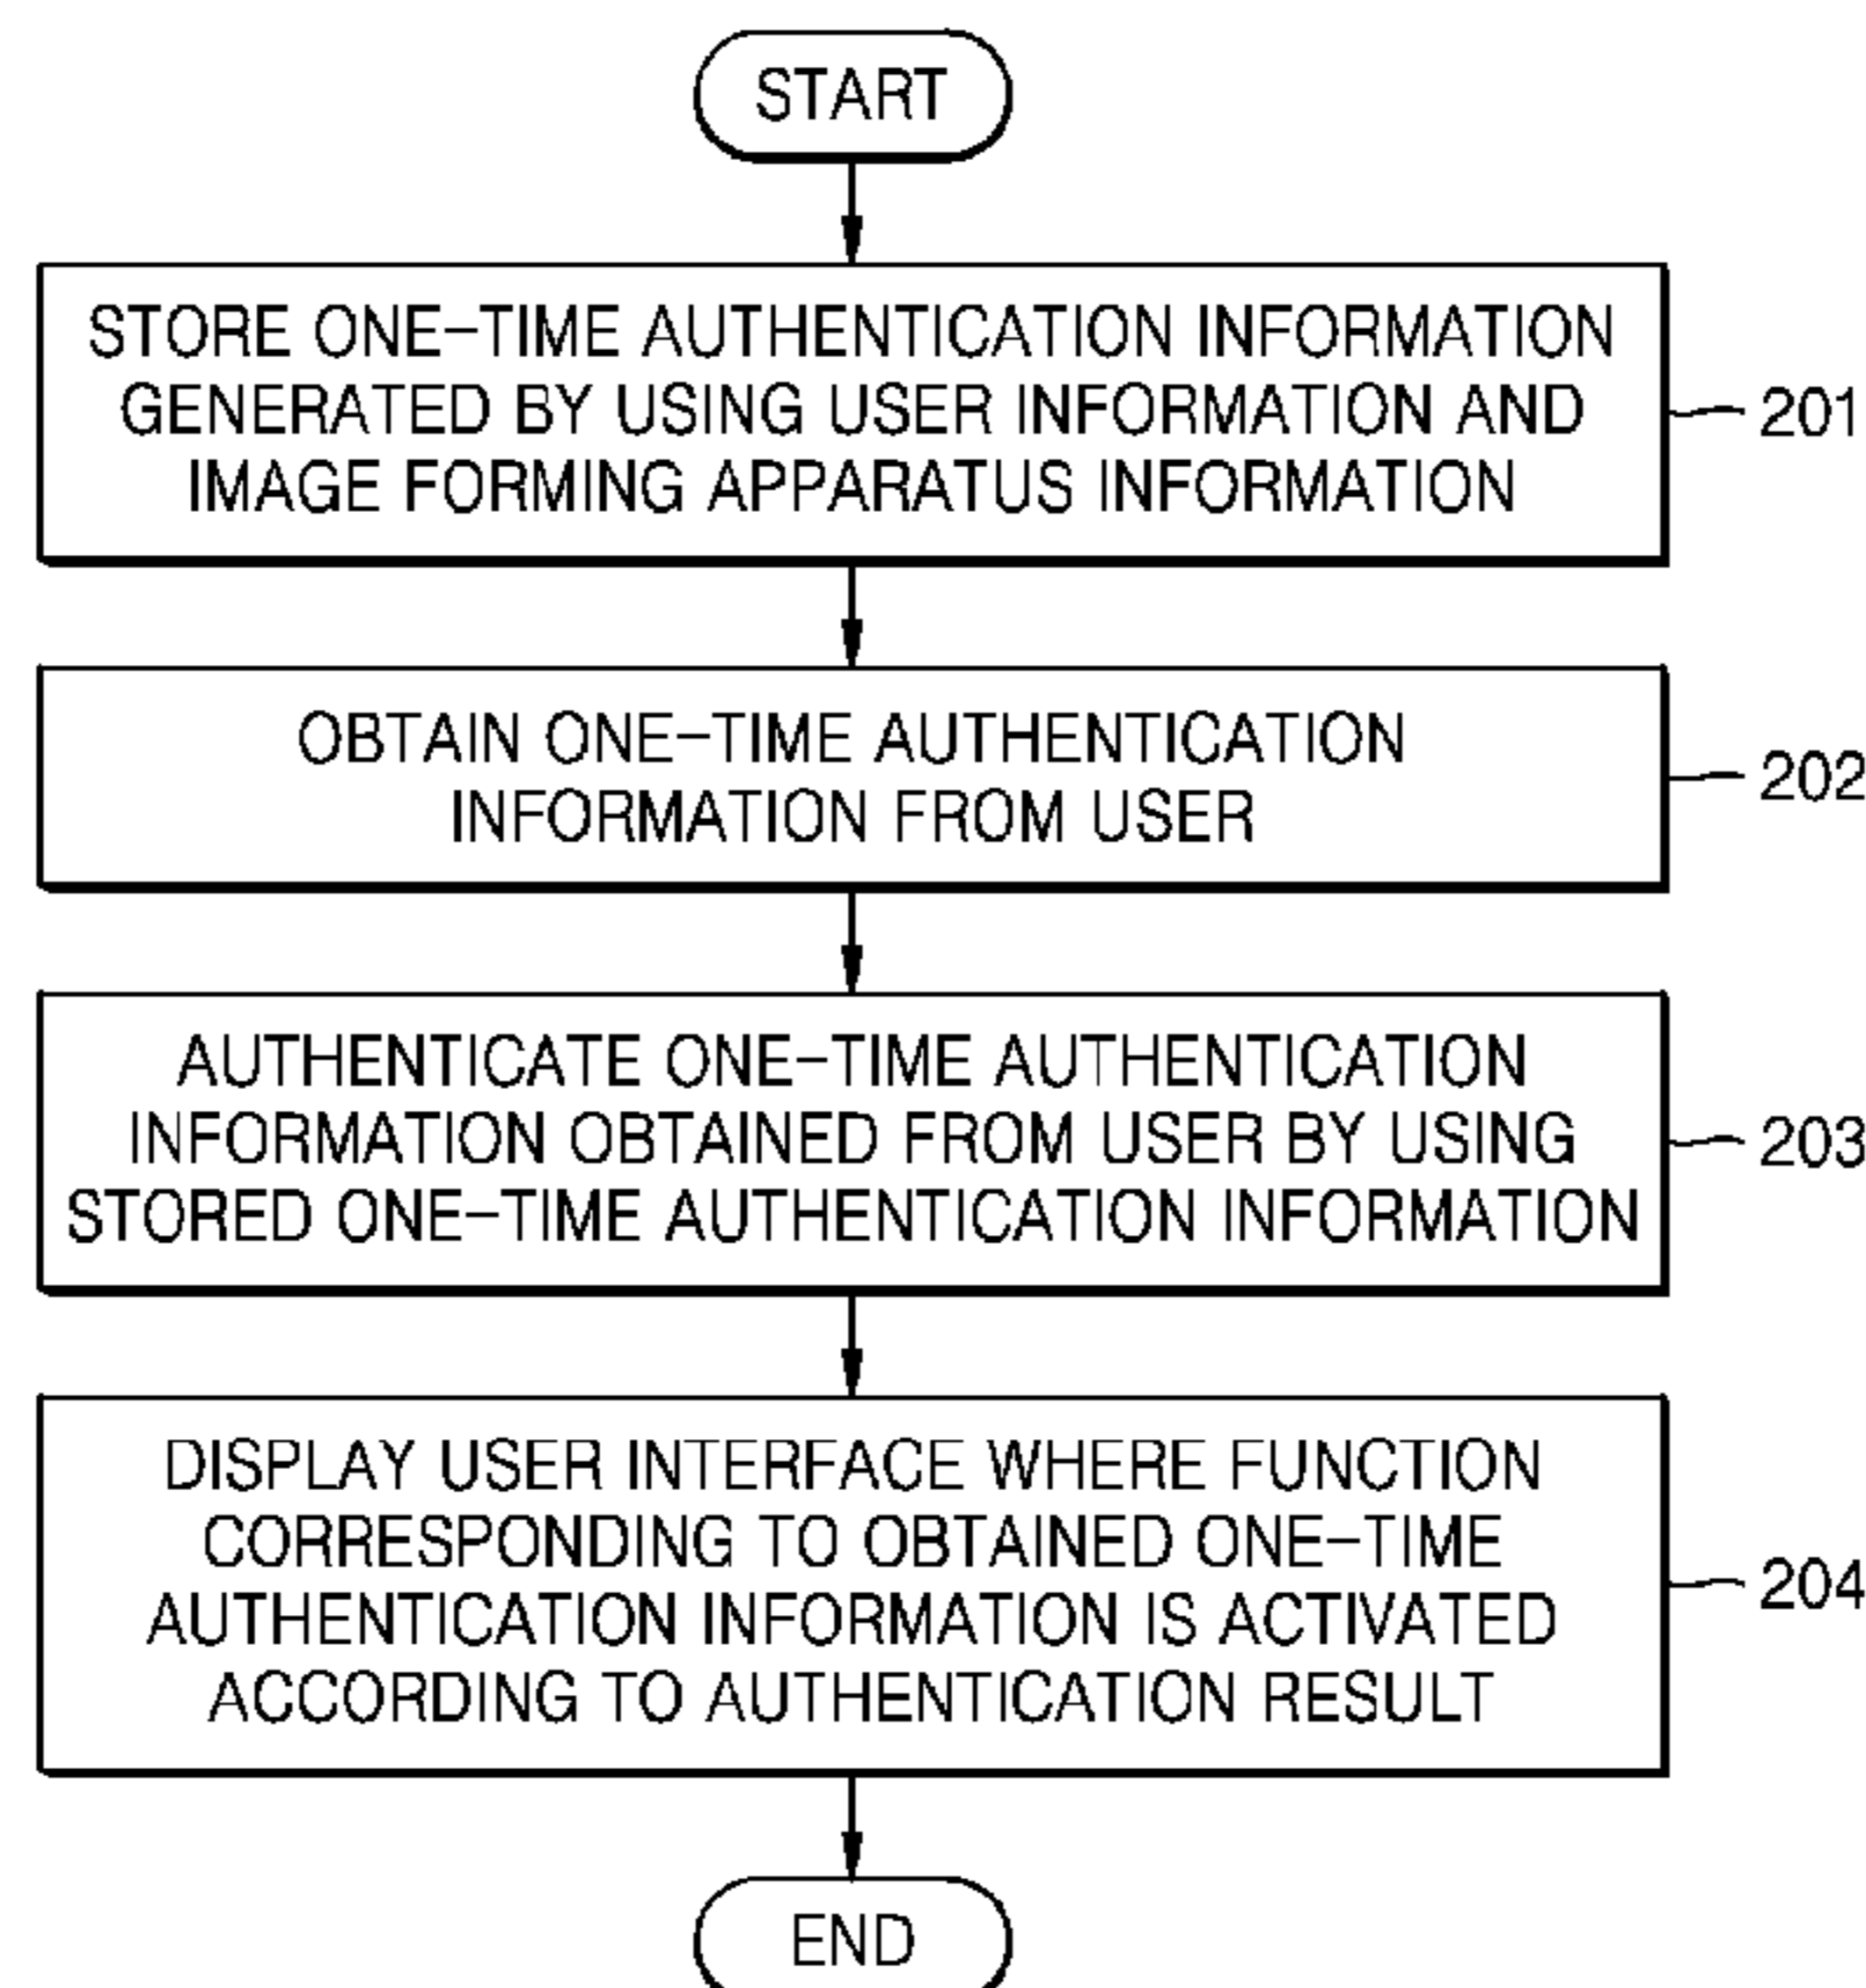 START
STORE ONE-TIME AUTHENTICATION INFORMATION
GENERATED BY USING USER INFORMATION AND
IMAGE FORMING APPARATUS INFORMATION
201
OBTAIN ONE-TIME AUTHENTICATION
INFORMATION FROM USER
202
AUTHENTICATE ONE-TIME AUTHENTICATION
INFORMATION OBTAINED FROM USER BY USING
STORED ONE-TIME AUTHENTICATION INFORMATION
203
DISPLAY USER INTERFACE WHERE FUNCTION
CORRESPONDING TO OBTAINED ONE-TIME
AUTHENTICATION INFORMATION IS ACTIVATED
ACCORDING TO AUTHENTICATION RESULT
204
END